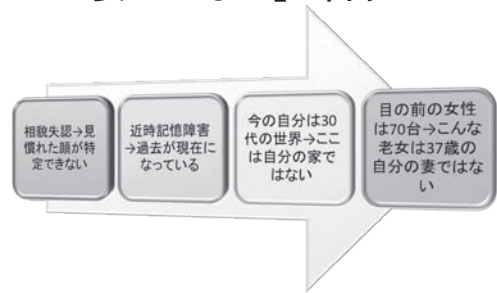 相貌失認→見
慣れた顔が特
定できない
近時記憶障害
→過去が現在に
なっている
今の自分は30
代の世界→ここ
は自分の家で
はない
目の前の女性
は70台→こんな
老女は37歳の
自分の妻ではな
い